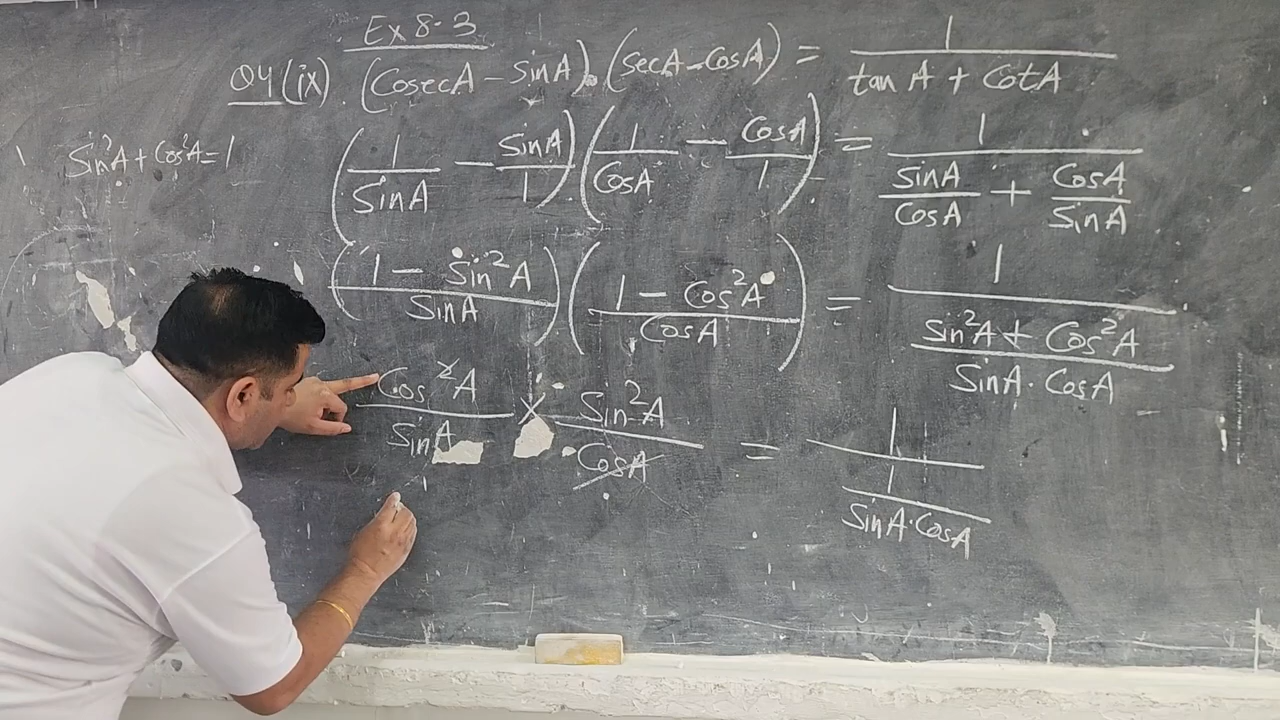 Ex 8.3
Q4(ix). (CosecA - SinA).(secA - CosA) = 1/(tanA + CotA)
Sin²A + Cos²A = 1
(1/SinA - SinA/1)(1/CosA - CosA/1) = 1/(SinA/CosA + CosA/SinA)
((1 - Sin²A)/SinA)((1 - Cos²A)/CosA) = 1/((Sin²A + Cos²A)/(SinA.CosA))
Cos²A/SinA × Sin²A/CosA = 1/(1/(SinA.CosA))